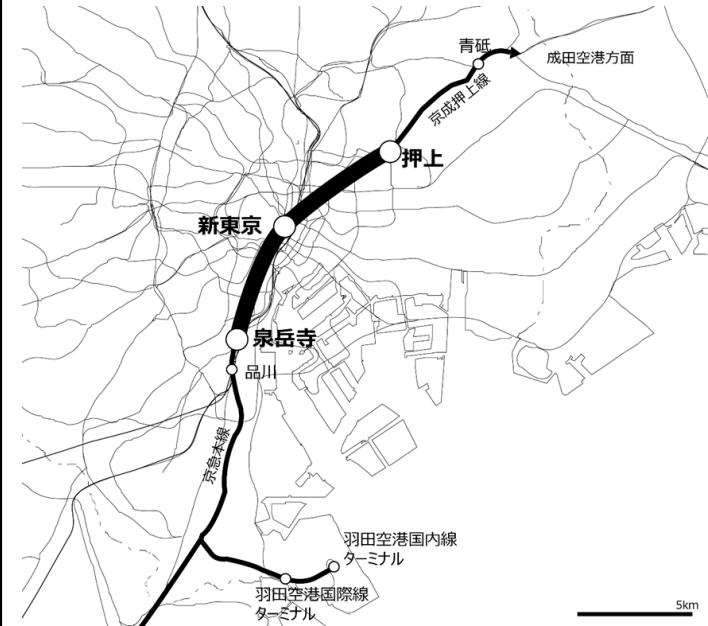 青砥
成田空港方面
京成押上線
押上
新東京
泉岳寺
品川
京急本線
羽田空港国内線
ターミナル
羽田空港国際線
ターミナル
5km